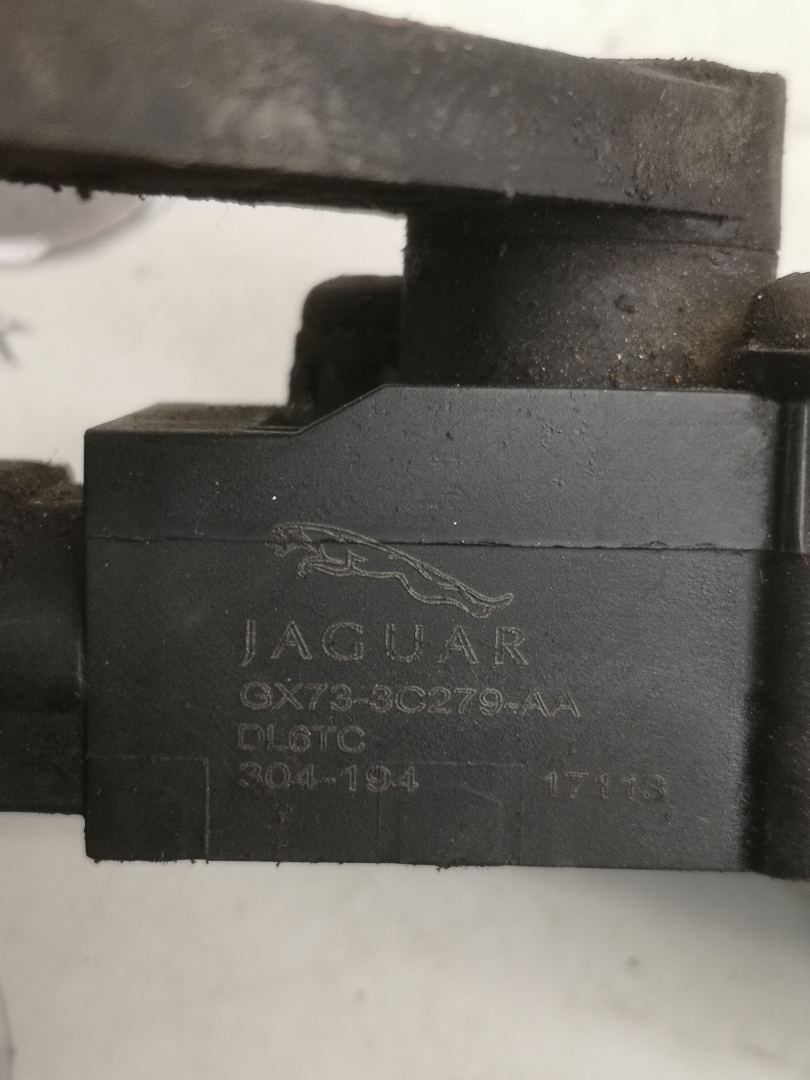 JAGUAR
GX73-3C279-AA
DL6TC
304-194 17113